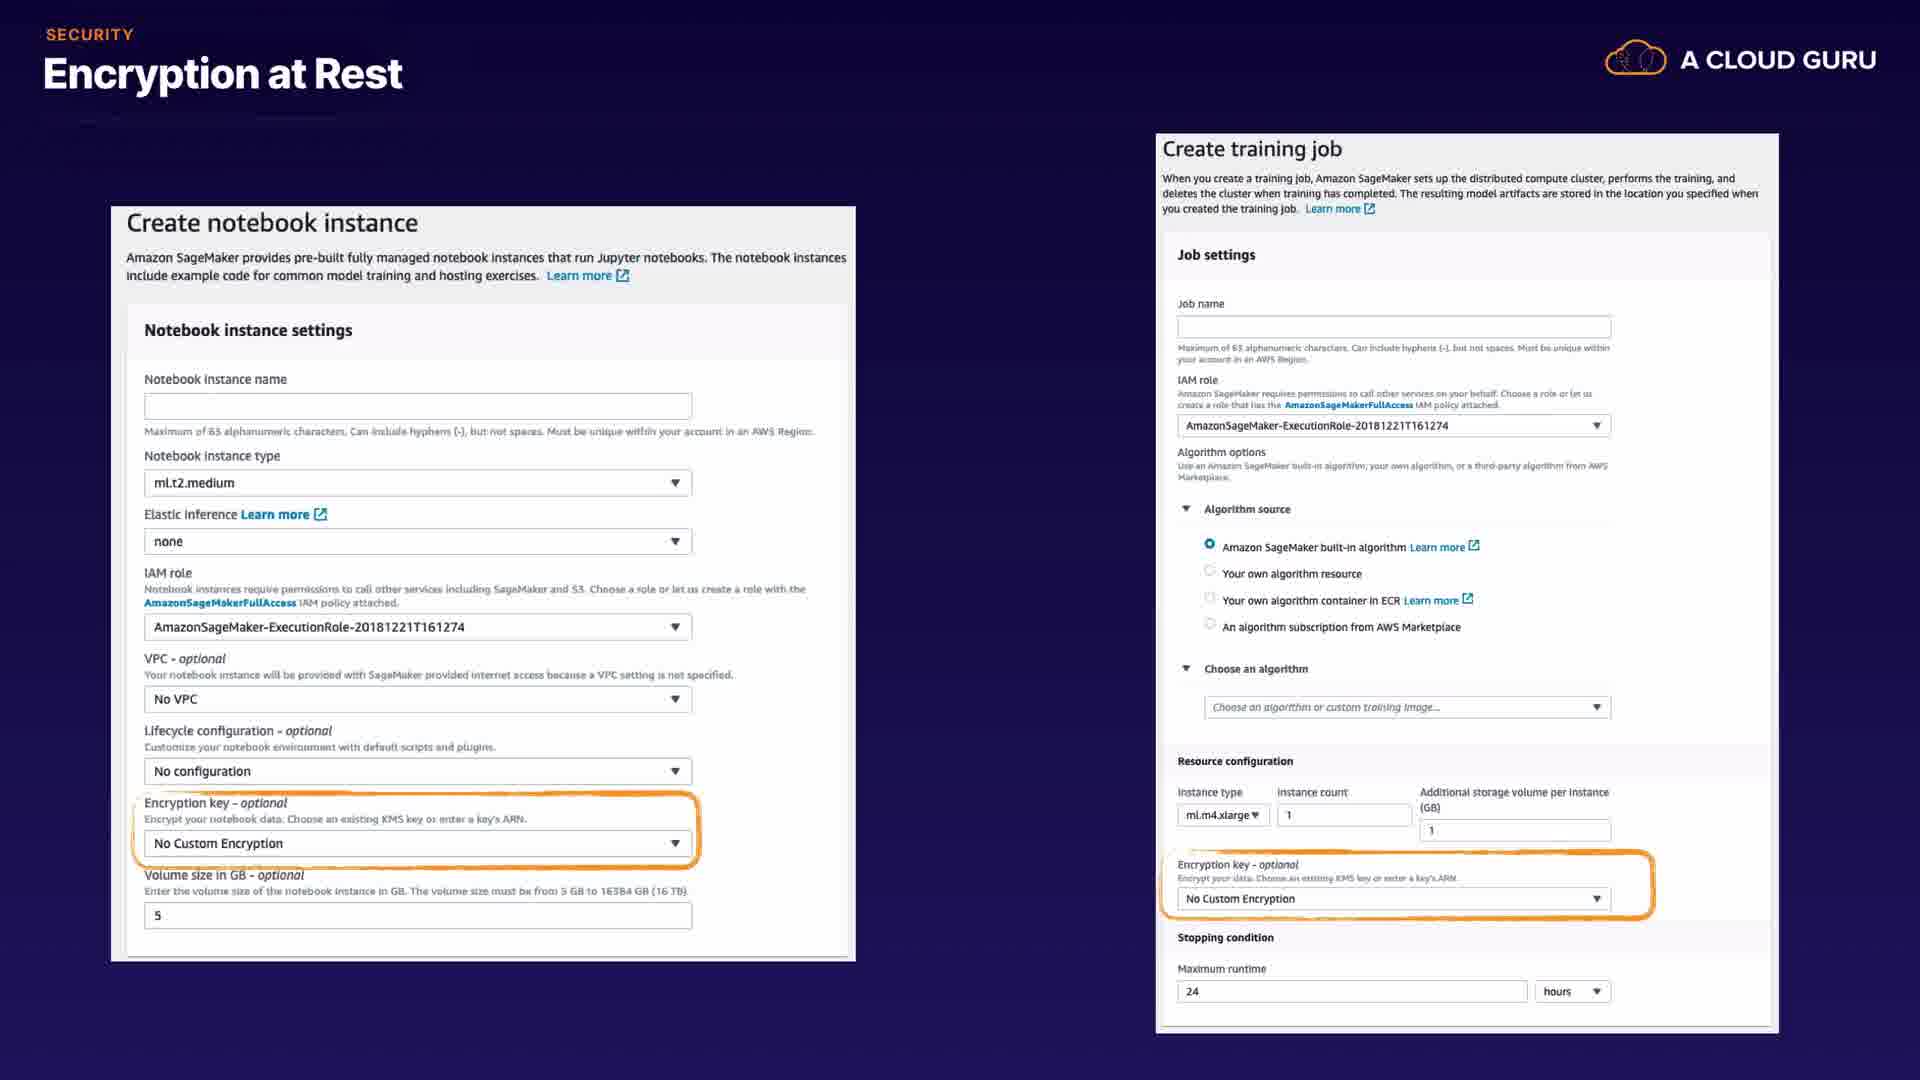 SECURITY
Encryption at Rest
A CLOUD GURU
Create notebook instance
Amazon SageMaker provides pre-built fully managed notebook instances that run Jupyter notebooks. The notebook instances
include example code for common model training and hosting exercises. Learn more
Notebook instance settings
Notebook instance name
Maximum of 63 alphanumeric characters. Can include hyphens (-), but not spaces. Must be unique within your account in an AWS Region.
Notebook instance type
ml.t2.medium
Elastic Inference Learn more
none
IAM role
Notebook instances require permissions to call other services including SageMaker and S3. Choose a role or let us create a role with the
AmazonSageMakerFullAccess IAM policy attached.
AmazonSageMaker-ExecutionRole-20181221T161274
VPC - optional
Your notebook instance will be provided with SageMaker provided internet access because a VPC setting is not specified.
No VPC
Lifecycle configuration - optional
Customize your notebook environment with default scripts and plugins.
No configuration
Encryption key - optional
Encrypt your notebook data. Choose an existing KMS key or enter a key's ARN.
No Custom Encryption
Volume size in GB - optional
Enter the volume size of the notebook instance in GB. The volume size must be from 5 GB to 16384 GB (16 TB).
5
Create training job
When you create a training job, Amazon SageMaker sets up the distributed compute cluster, performs the training, and
deletes the cluster when training has completed. The resulting model artifacts are stored in the location you specified when
you created the training job. Learn more
Job settings
Job name
Maximum of 63 alphanumeric characters. Can include hyphens (-), but not spaces. Must be unique within
your account in an AWS Region.
IAM role
Amazon SageMaker requires permissions to call other services on your behalf. Choose a role or let us
create a role that has the AmazonSageMakerFullAccess IAM policy attached.
AmazonSageMaker-ExecutionRole-20181221T161274
Algorithm options
Use an Amazon SageMaker built-in algorithm, your own algorithm, or a third-party algorithm from AWS
Marketplace.
Algorithm source
Amazon SageMaker built-in algorithm Learn more
Your own algorithm resource
Your own algorithm container in ECR Learn more
An algorithm subscription from AWS Marketplace
Choose an algorithm
Choose an algorithm or custom training image...
Resource configuration
Instance type
Instance count
Additional storage volume per instance
(GB)
ml.m4.xlarge
1
1
Encryption key - optional
Encrypt your data. Choose an existing KMS key or enter a key's ARN.
No Custom Encryption
Stopping condition
Maximum runtime
24
hours